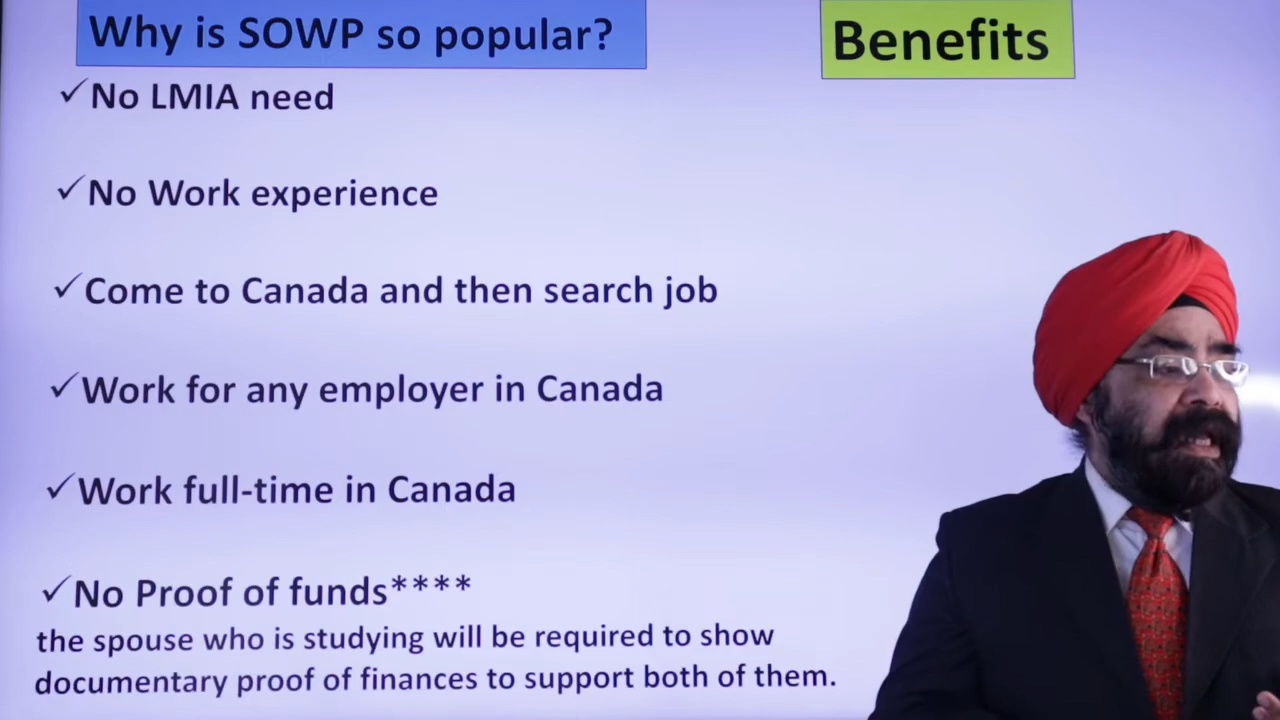 Why is SOWP so popular?
Benefits
✓No LMIA need
✓No Work experience
✓Come to Canada and then search job
✓Work for any employer in Canada
✓Work full-time in Canada
✓No Proof of funds****
the spouse who is studying will be required to show
documentary proof of finances to support both of them.